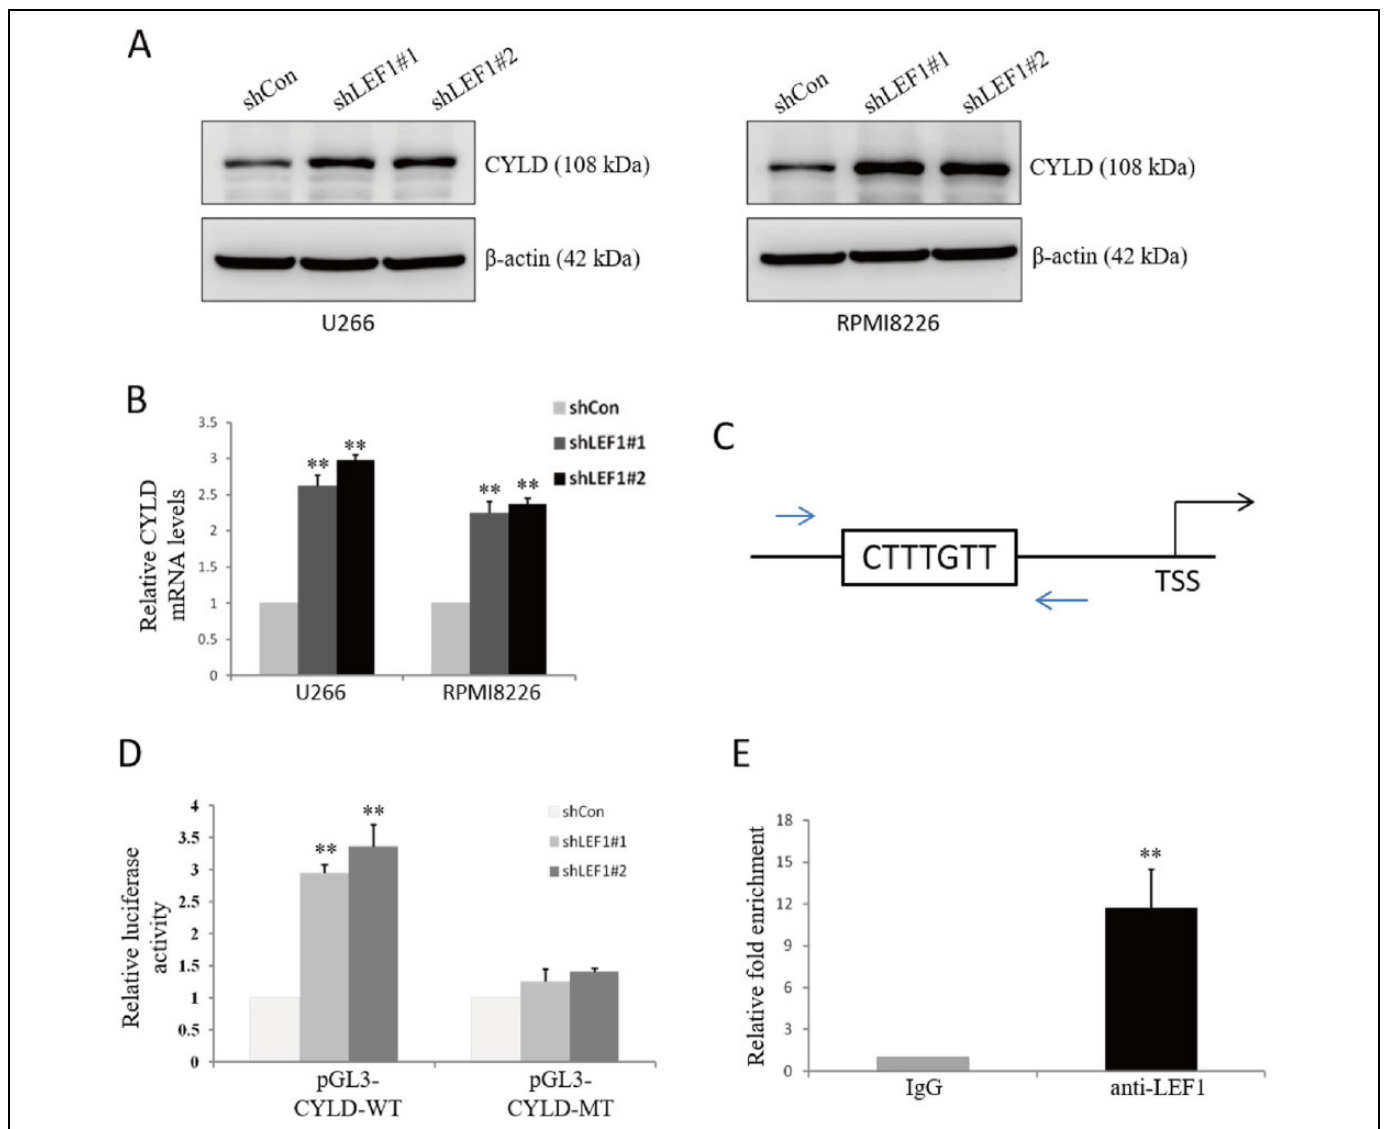 A
shCon shLEF1#1 shLEF1#2
shCon shLEF1#1 shLEF1#2
CYLD (108 kDa)
β-actin (42 kDa)
U266
CYLD (108 kDa)
β-actin (42 kDa)
RPMI8226
B
Relative CYLD
mRNA levels
3.5
3
2.5
2
1.5
1
0.5
0
** **
** **
U266 RPMI8226
shCon
shLEF1#1
shLEF1#2
C
CTTTGTT
TSS
D
Relative luciferase
activity
4
3.5
3
2.5
2
1.5
1
0.5
0
** **
shCon
shLEF1#1
shLEF1#2
pGL3-
CYLD-WT
pGL3-
CYLD-MT
E
Relative fold enrichment
18
15
12
9
6
3
0
**
IgG anti-LEF1